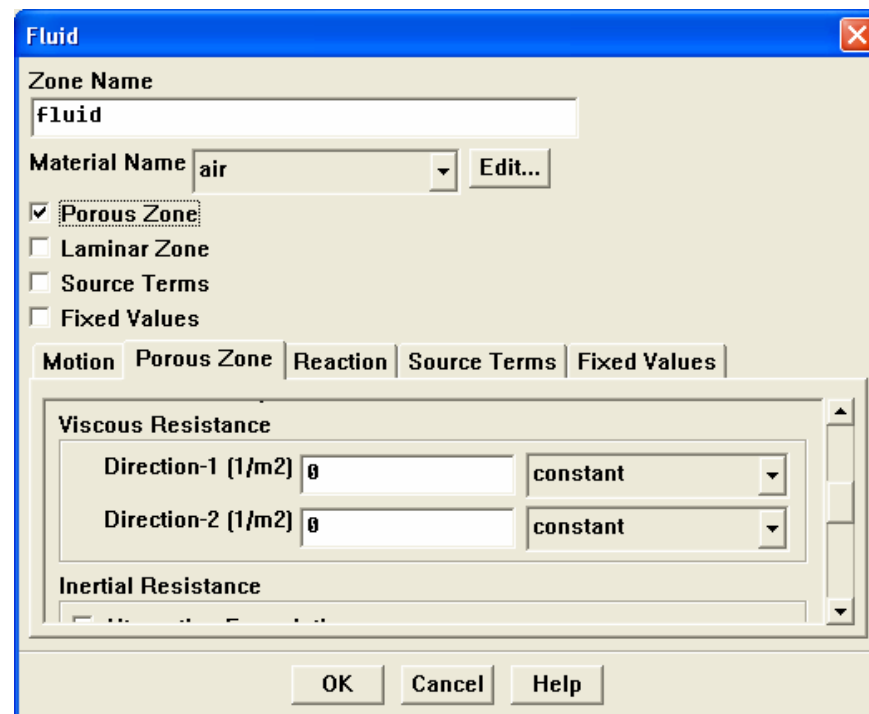 Fluid
Zone Name
fluid
Material Name air Edit...
Porous Zone
Laminar Zone
Source Terms
Fixed Values
Motion Porous Zone Reaction Source Terms Fixed Values
Viscous Resistance
Direction-1 (1/m2) 0 constant
Direction-2 (1/m2) 0 constant
Inertial Resistance
OK Cancel Help